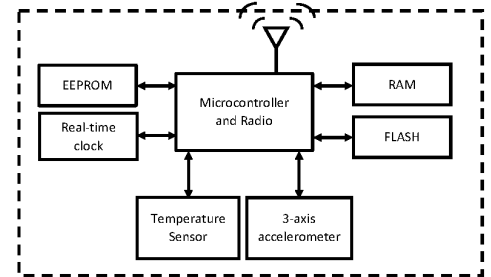 EEPROM
Microcontroller
and Radio
RAM
Real-time
clock
FLASH
Temperature
Sensor
3-axis
accelerometer